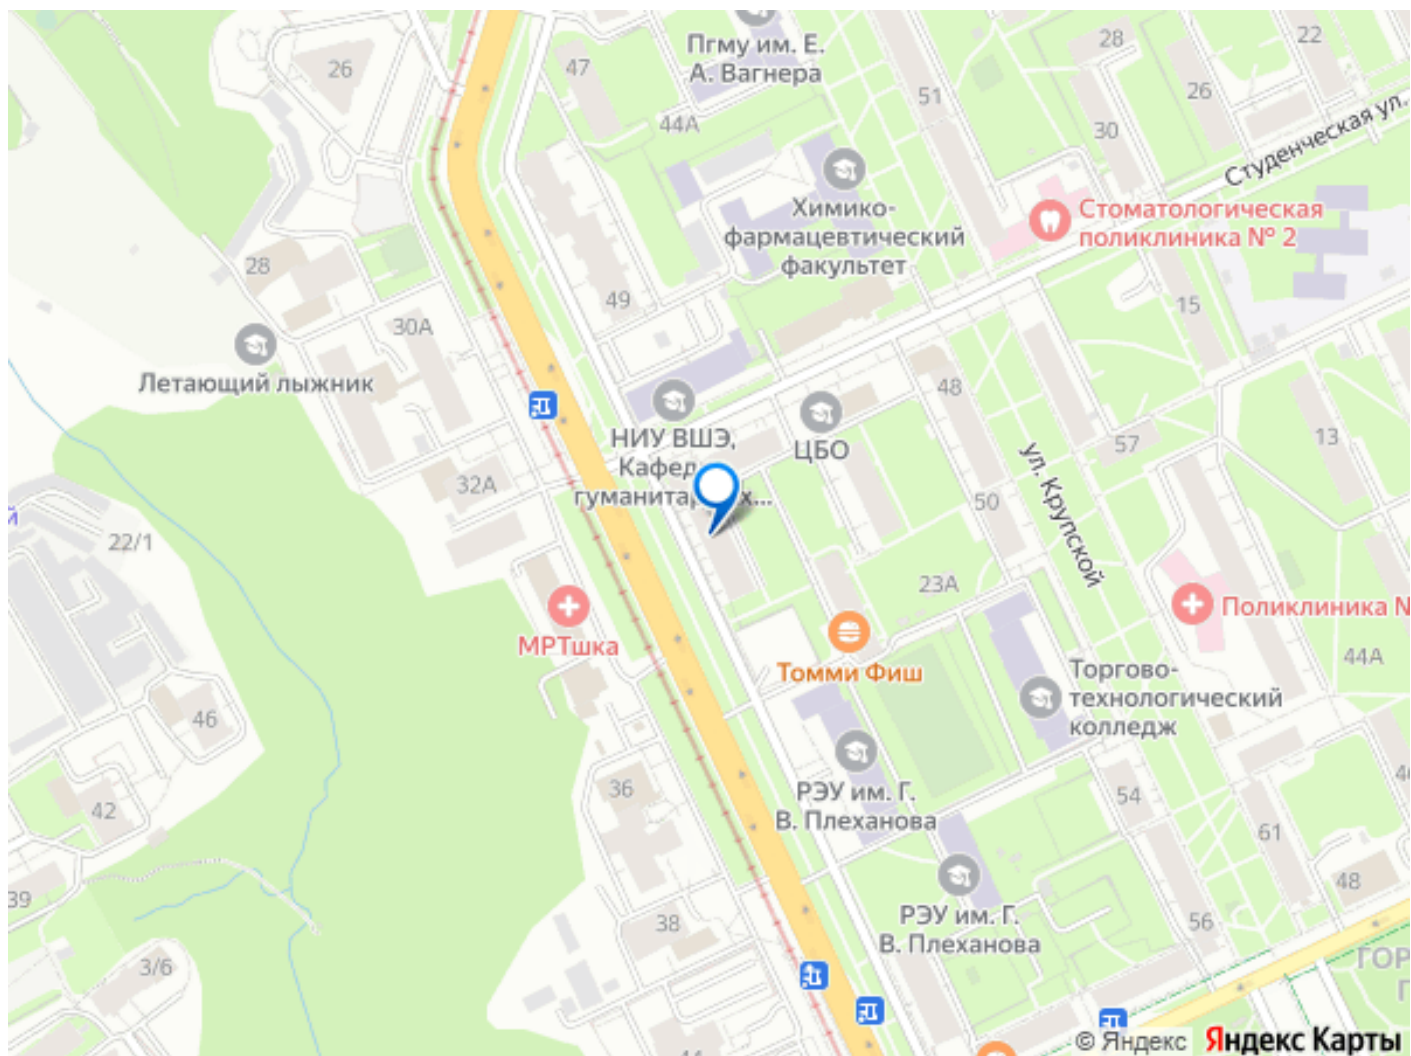 Пгму им. Е.
А. Вагнера
47
26
28
22
26
51
30
44А
Студенческая ул.
Химико-
фармацевтический
факультет
Стоматологическая
поликлиника № 2
28
49
15
30А
Летающий лыжник
48
НИУ ВШЭ,
Кафед
гуманитар х...
ЦБО
57
13
ул. Крупской
32А
50
й
22/1
23А
МРТшка
Томми Фиш
Поликлиника N
44А
Торгово-
технологический
колледж
46
36
РЭУ им. Г.
В. Плеханова
54
42
61
48
39
38
РЭУ им. Г.
В. Плеханова
56
3/6
ГОР
© Яндекс Яндекс Карты